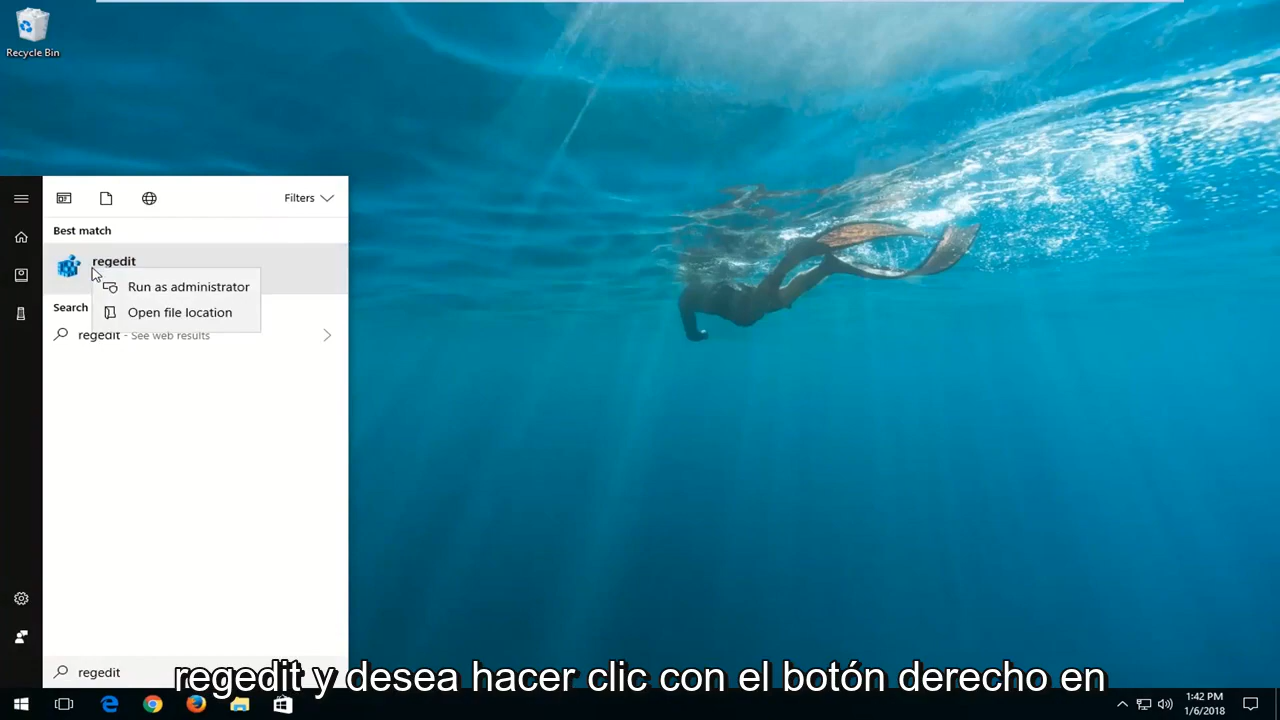 Recycle Bin
Filters
Best match
regedit
Run as administrator
Search
Open file location
regedit - See web results
regedit
regedit y desea hacer clic con el botón derecho en
1:42 PM
1/6/2018